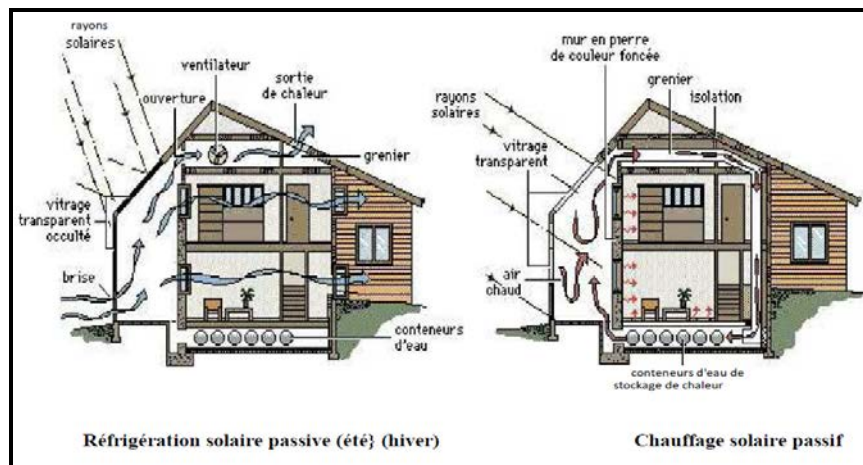 rayons
solaires
ventilateur
ouverture
sortie
de chaleur
grenier
vitrage
transparent
occulté
brise
conteneurs
d'eau
mur en pierre
de couleur foncée
grenier
isolation
rayons
solaires
vitrage
transparent
air
chaud
conteneurs d'eau de
stockage de chaleur
Réfrigération solaire passive (été} (hiver)
Chauffage solaire passif